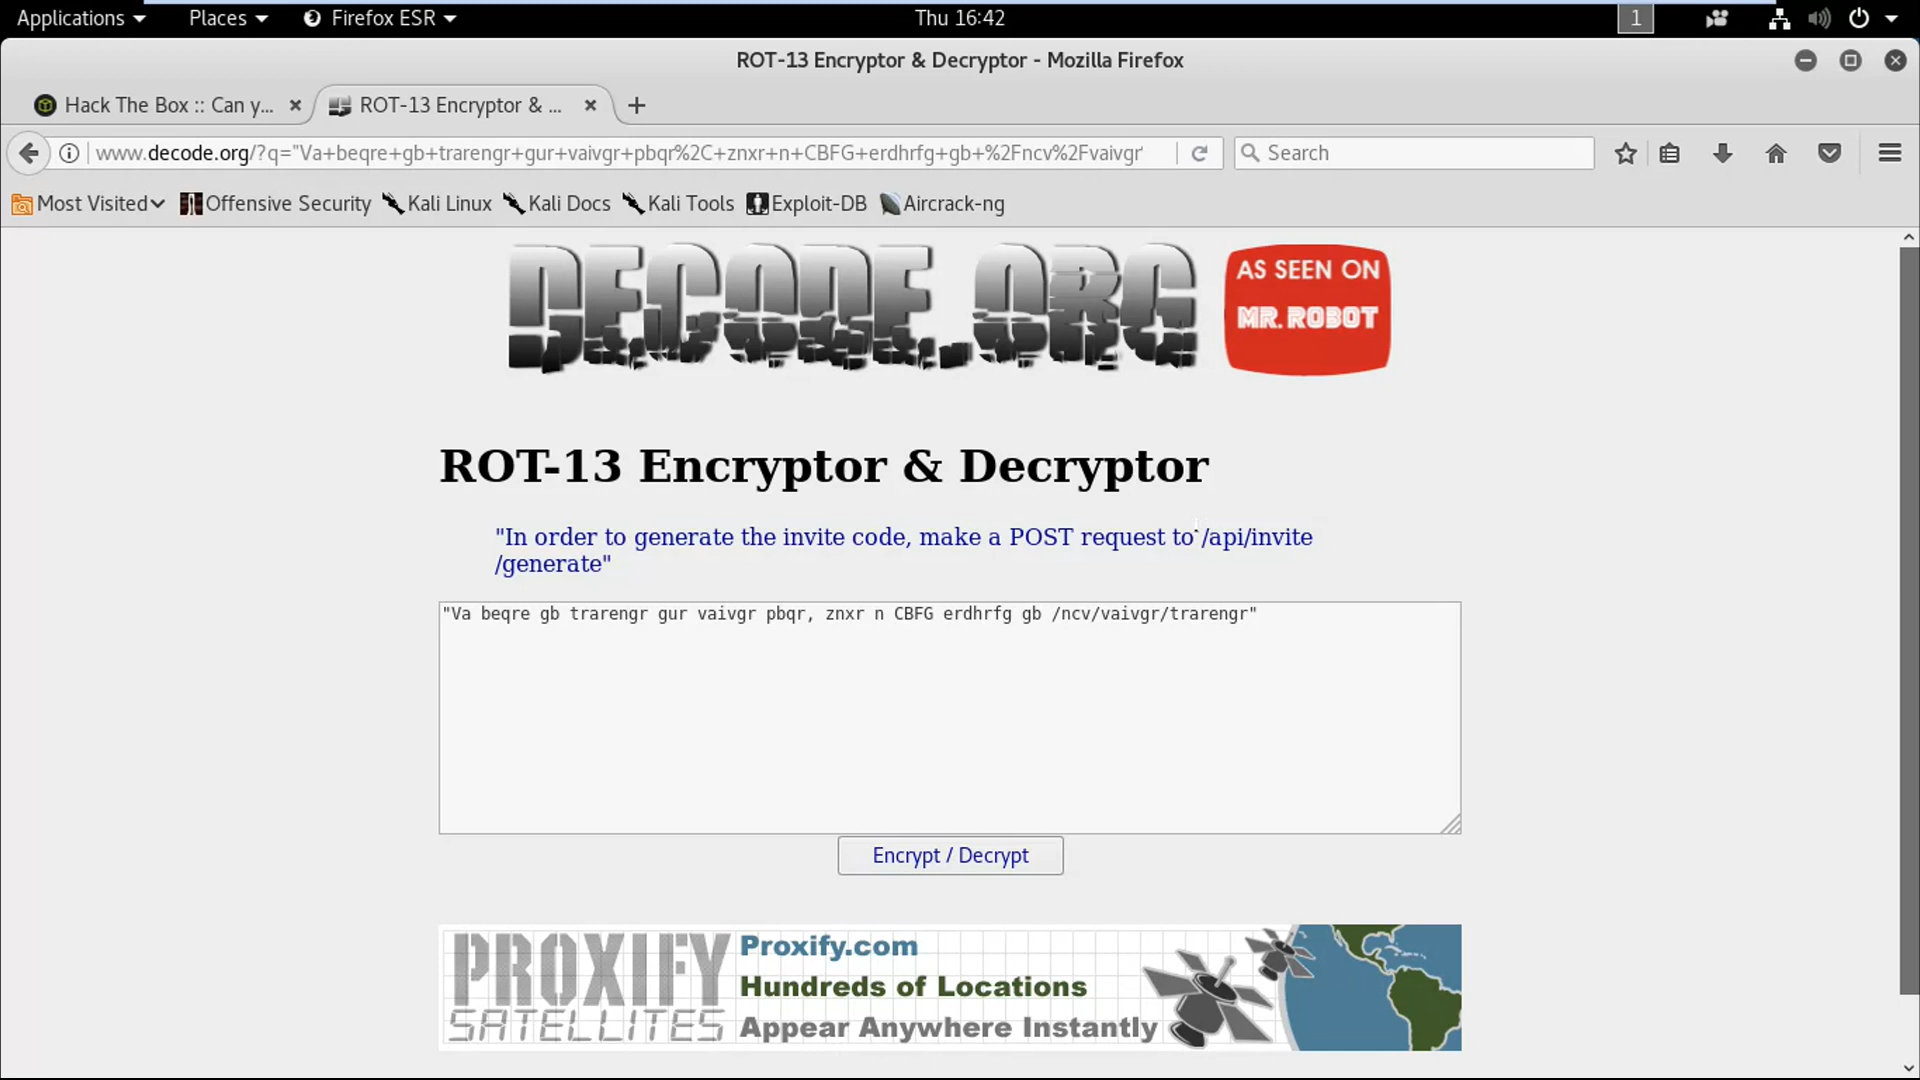 Applications Places Firefox ESR Thu 16:42 1
ROT-13 Encryptor & Decryptor - Mozilla Firefox
Hack The Box :: Can y... ROT-13 Encryptor & ...
www.decode.org/?q="Va+beqre+gb+trarengr+gur+vaivgr+pbqr%2C+znxr+n+CBFG+erdhrfg+gb+%2Fncv%2Fvaivgr' Search
Most Visited Offensive Security Kali Linux Kali Docs Kali Tools Exploit-DB Aircrack-ng
DECODE.ORG
AS SEEN ON
MR. ROBOT
ROT-13 Encryptor & Decryptor
"In order to generate the invite code, make a POST request to /api/invite
/generate"
"Va beqre gb trarengr gur vaivgr pbqr, znxr n CBFG erdhrfg gb /ncv/vaivgr/trarengr"
Encrypt / Decrypt
PROXIFY
SATELLITES
Proxify.com
Hundreds of Locations
Appear Anywhere Instantly